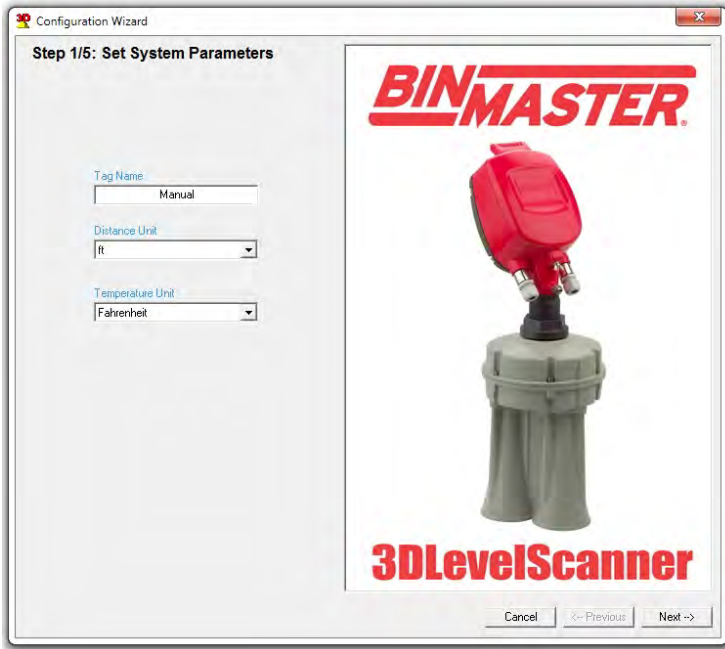 Configuration Wizard
Step 1/5: Set System Parameters
Tag Name
Manual
Distance Unit
ft
Temperature Unit
Fahrenheit
BINMASTER
3DLevelScanner
Cancel
<-- Previous
Next -->